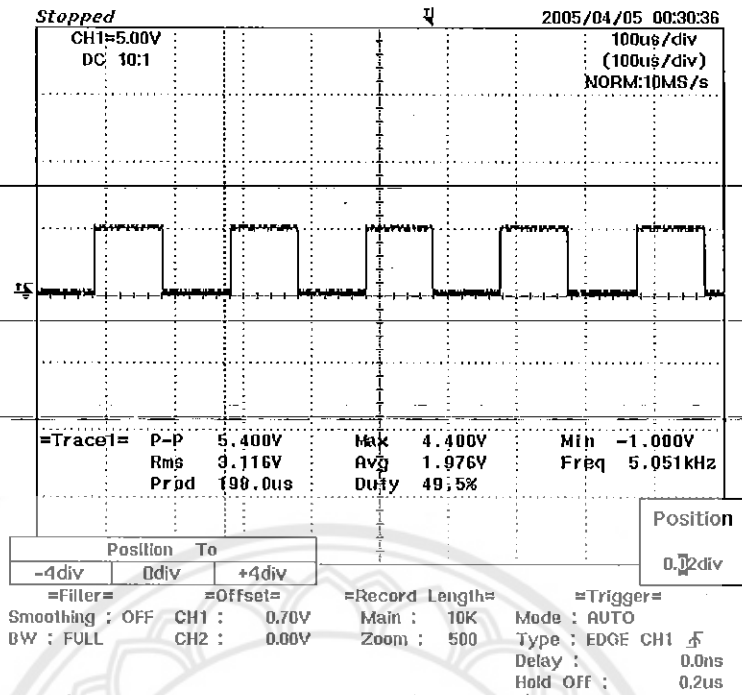 Stopped 2005/04/05 00:30:36
CH1=5.00V 100us/div
DC 10:1 (100us/div)
NORM:10MS/s
=Trace1= P-P 5.400V Max 4.400V Min -1.000V
Rms 3.116V Avg 1.976V Freq 5.051kHz
Prod 198.0us Duty 49.5%
Position
0.02div
Position To
-4div 0div +4div
=Filter= =Offset= =Record Length= =Trigger=
Smoothing : OFF CH1 : 0.70V Main : 10K Mode : AUTO
BW : FULL CH2 : 0.00V Zoom : 500 Type : EDGE CH1
Delay : 0.0ns
Hold Off : 0.2us